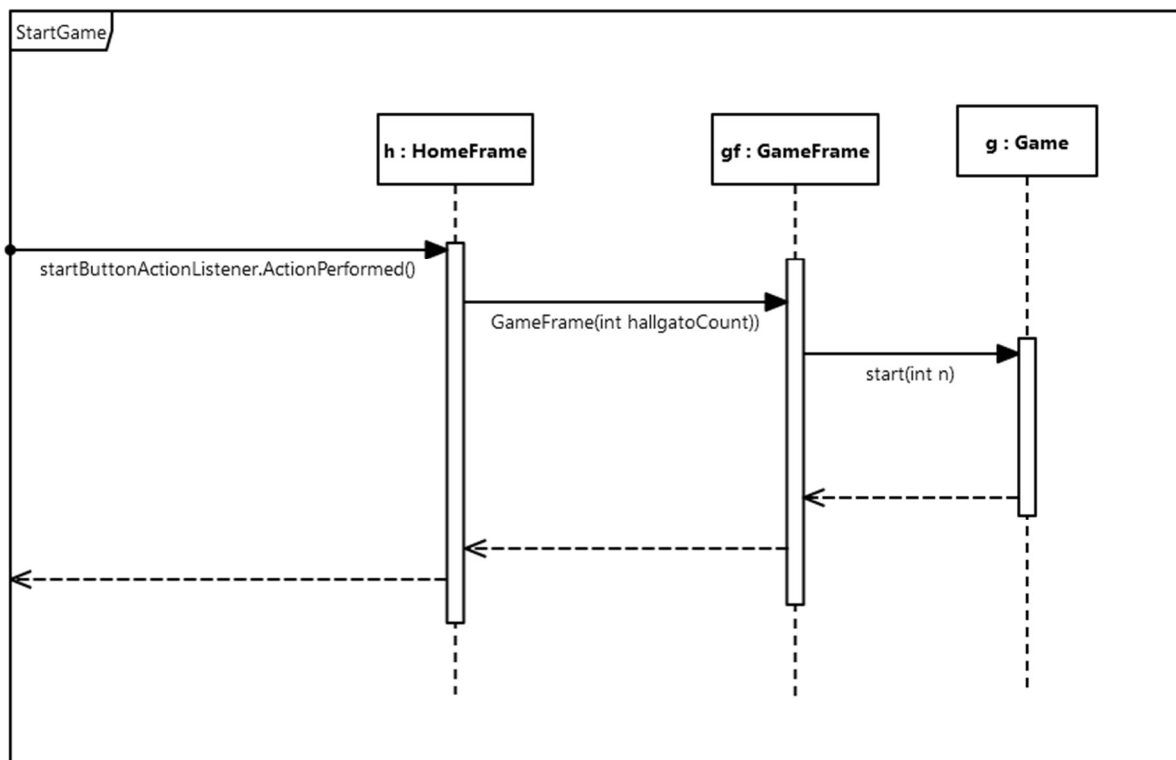 StartGame
h : HomeFrame
gf : GameFrame
g : Game
startButtonActionListener.ActionPerformed()
GameFrame(int hallgatoCount))
start(int n)